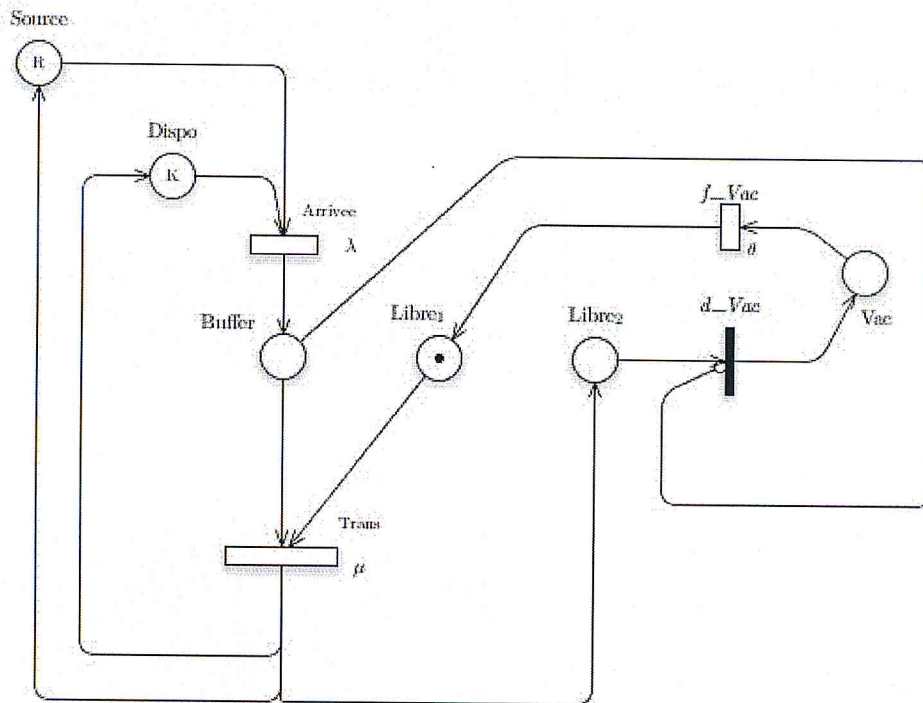 Source
H
Dispo
K
Arrivee
λ
f_Vac
θ
Buffer
Libre₁
Libre₂
d_Vac
Vac
Trans
μ